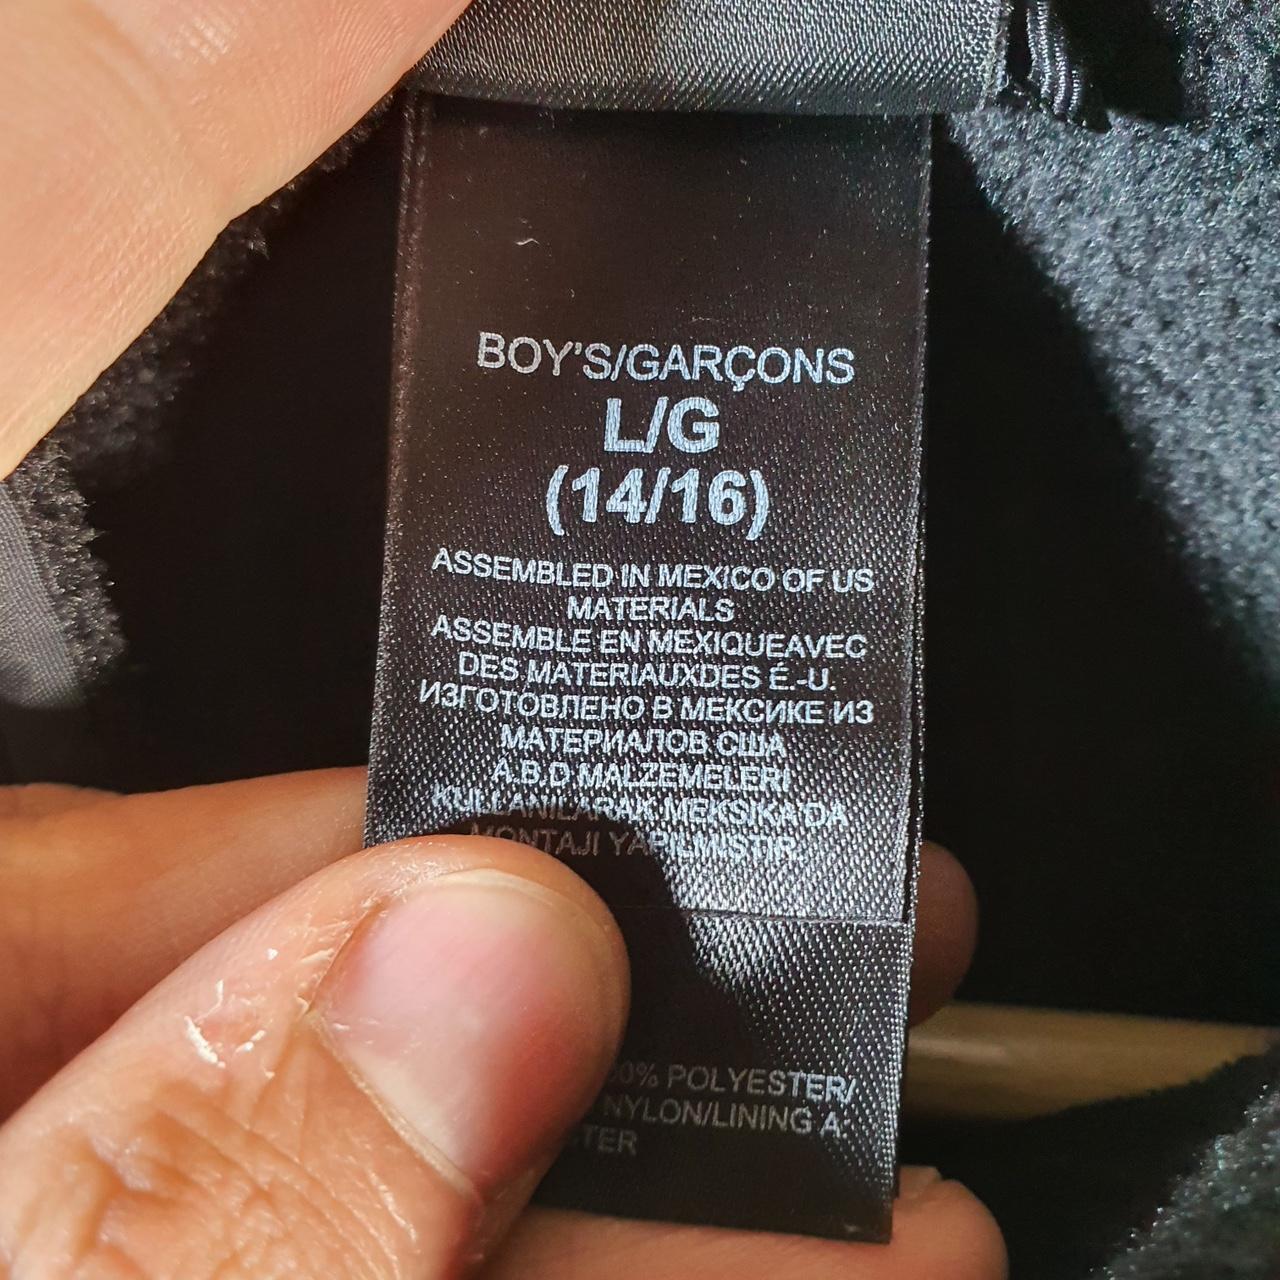 BOY'S/GARÇONS
L/G
(14/16)
ASSEMBLED IN MEXICO OF US
MATERIALS
ASSEMBLE EN MEXIQUEAVEC
DES MATERIAUXDES É.-U.
ИЗГОТОВЛЕНО В МЕКСИКЕ ИЗ
МАТЕРИАЛОВ США
A.B.D.MALZEMELERI
KULLANILARAK MEKSIKA'DA
MONTAJI YAPILMISTIR.
POLYESTER/
NYLON/LINING A: